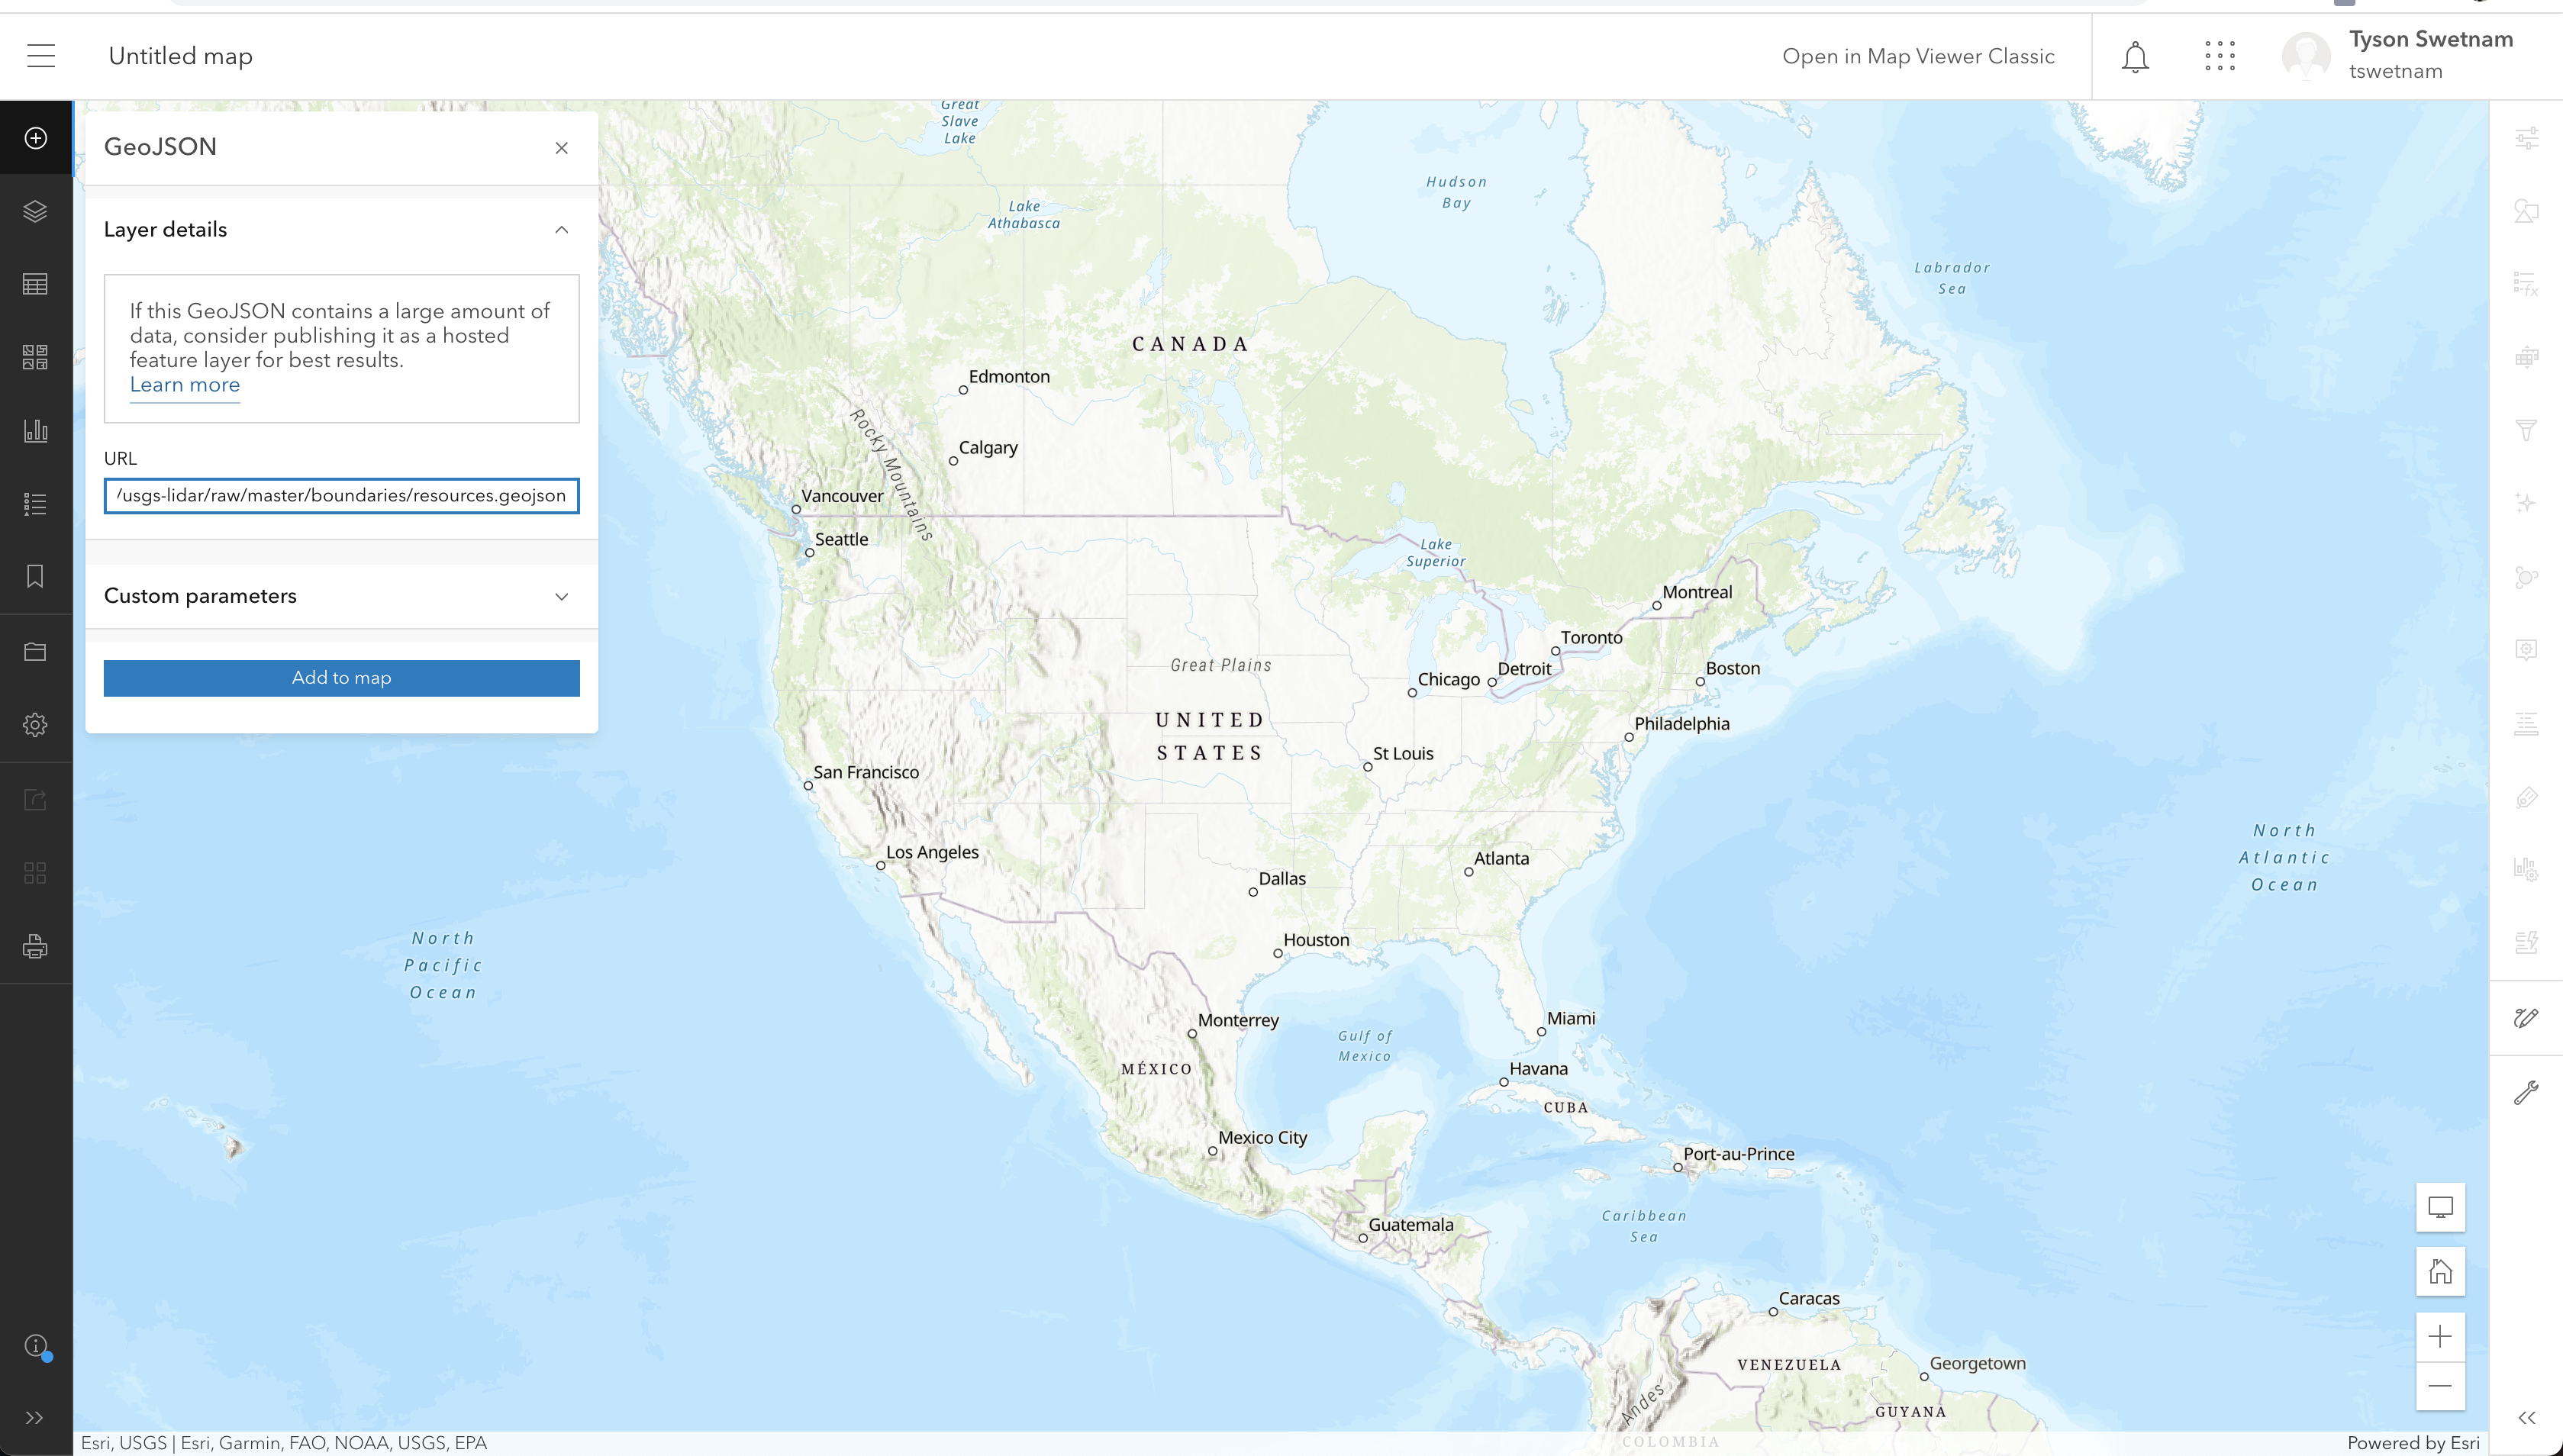 Untitled map
Open in Map Viewer Classic
Tyson Swetnam
tswetnam
GeoJSON
Layer details
If this GeoJSON contains a large amount of
data, consider publishing it as a hosted
feature layer for best results.
Learn more
URL
/usgs-lidar/raw/master/boundaries/resources.geojson
Custom parameters
Add to map
Great
Slave
Lake
Lake
Athabasca
Hudson
Bay
Labrador
Sea
CANADA
Edmonton
Rocky Mountains
Calgary
Vancouver
Seattle
Lake
Superior
Montreal
Toronto
Great Plains
Chicago
Detroit
Boston
UNITED
STATES
Philadelphia
St Louis
San Francisco
Los Angeles
Atlanta
Dallas
North
Atlantic
Ocean
Houston
North
Pacific
Ocean
Monterrey
Miami
Gulf of
Mexico
MÉXICO
Havana
CUBA
Mexico City
Port-au-Prince
Guatemala
Caribbean
Sea
Caracas
VENEZUELA
Georgetown
Andes
GUYANA
COLOMBIA
Esri, USGS | Esri, Garmin, FAO, NOAA, USGS, EPA
Powered by Esri